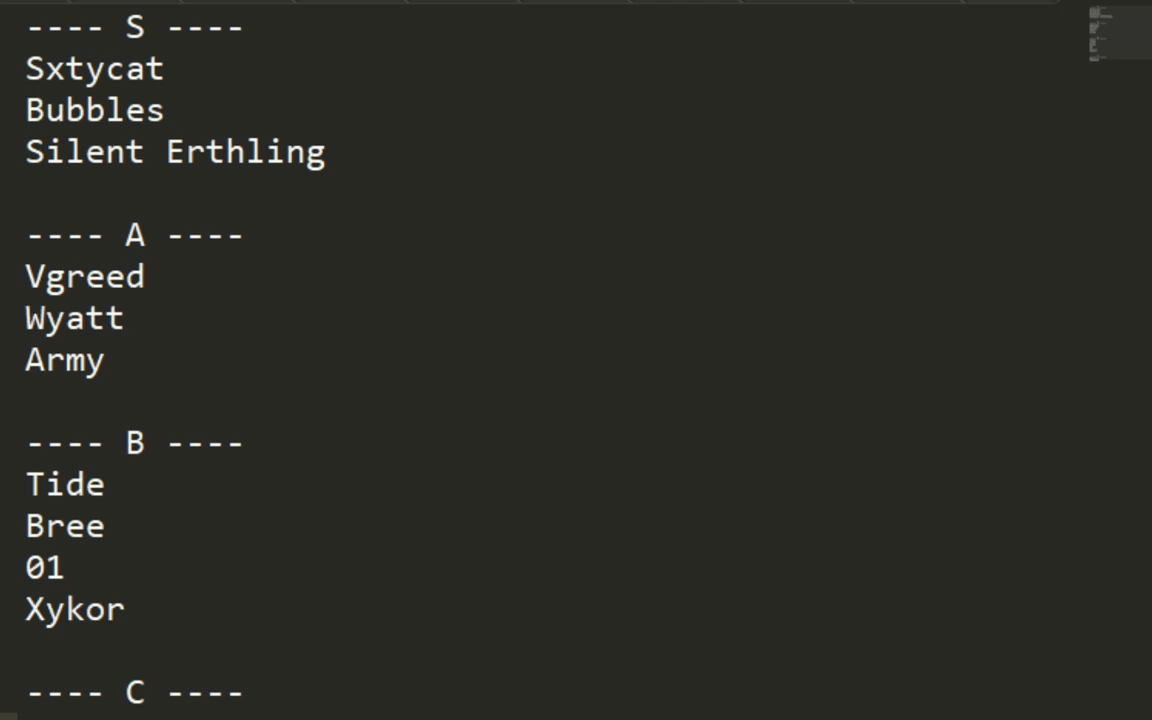 ---- S ----
Sxtycat
Bubbles
Silent Erthling
---- A ----
Vgreed
Wyatt
Army
---- B ----
Tide
Bree
01
Xykor
---- C ----